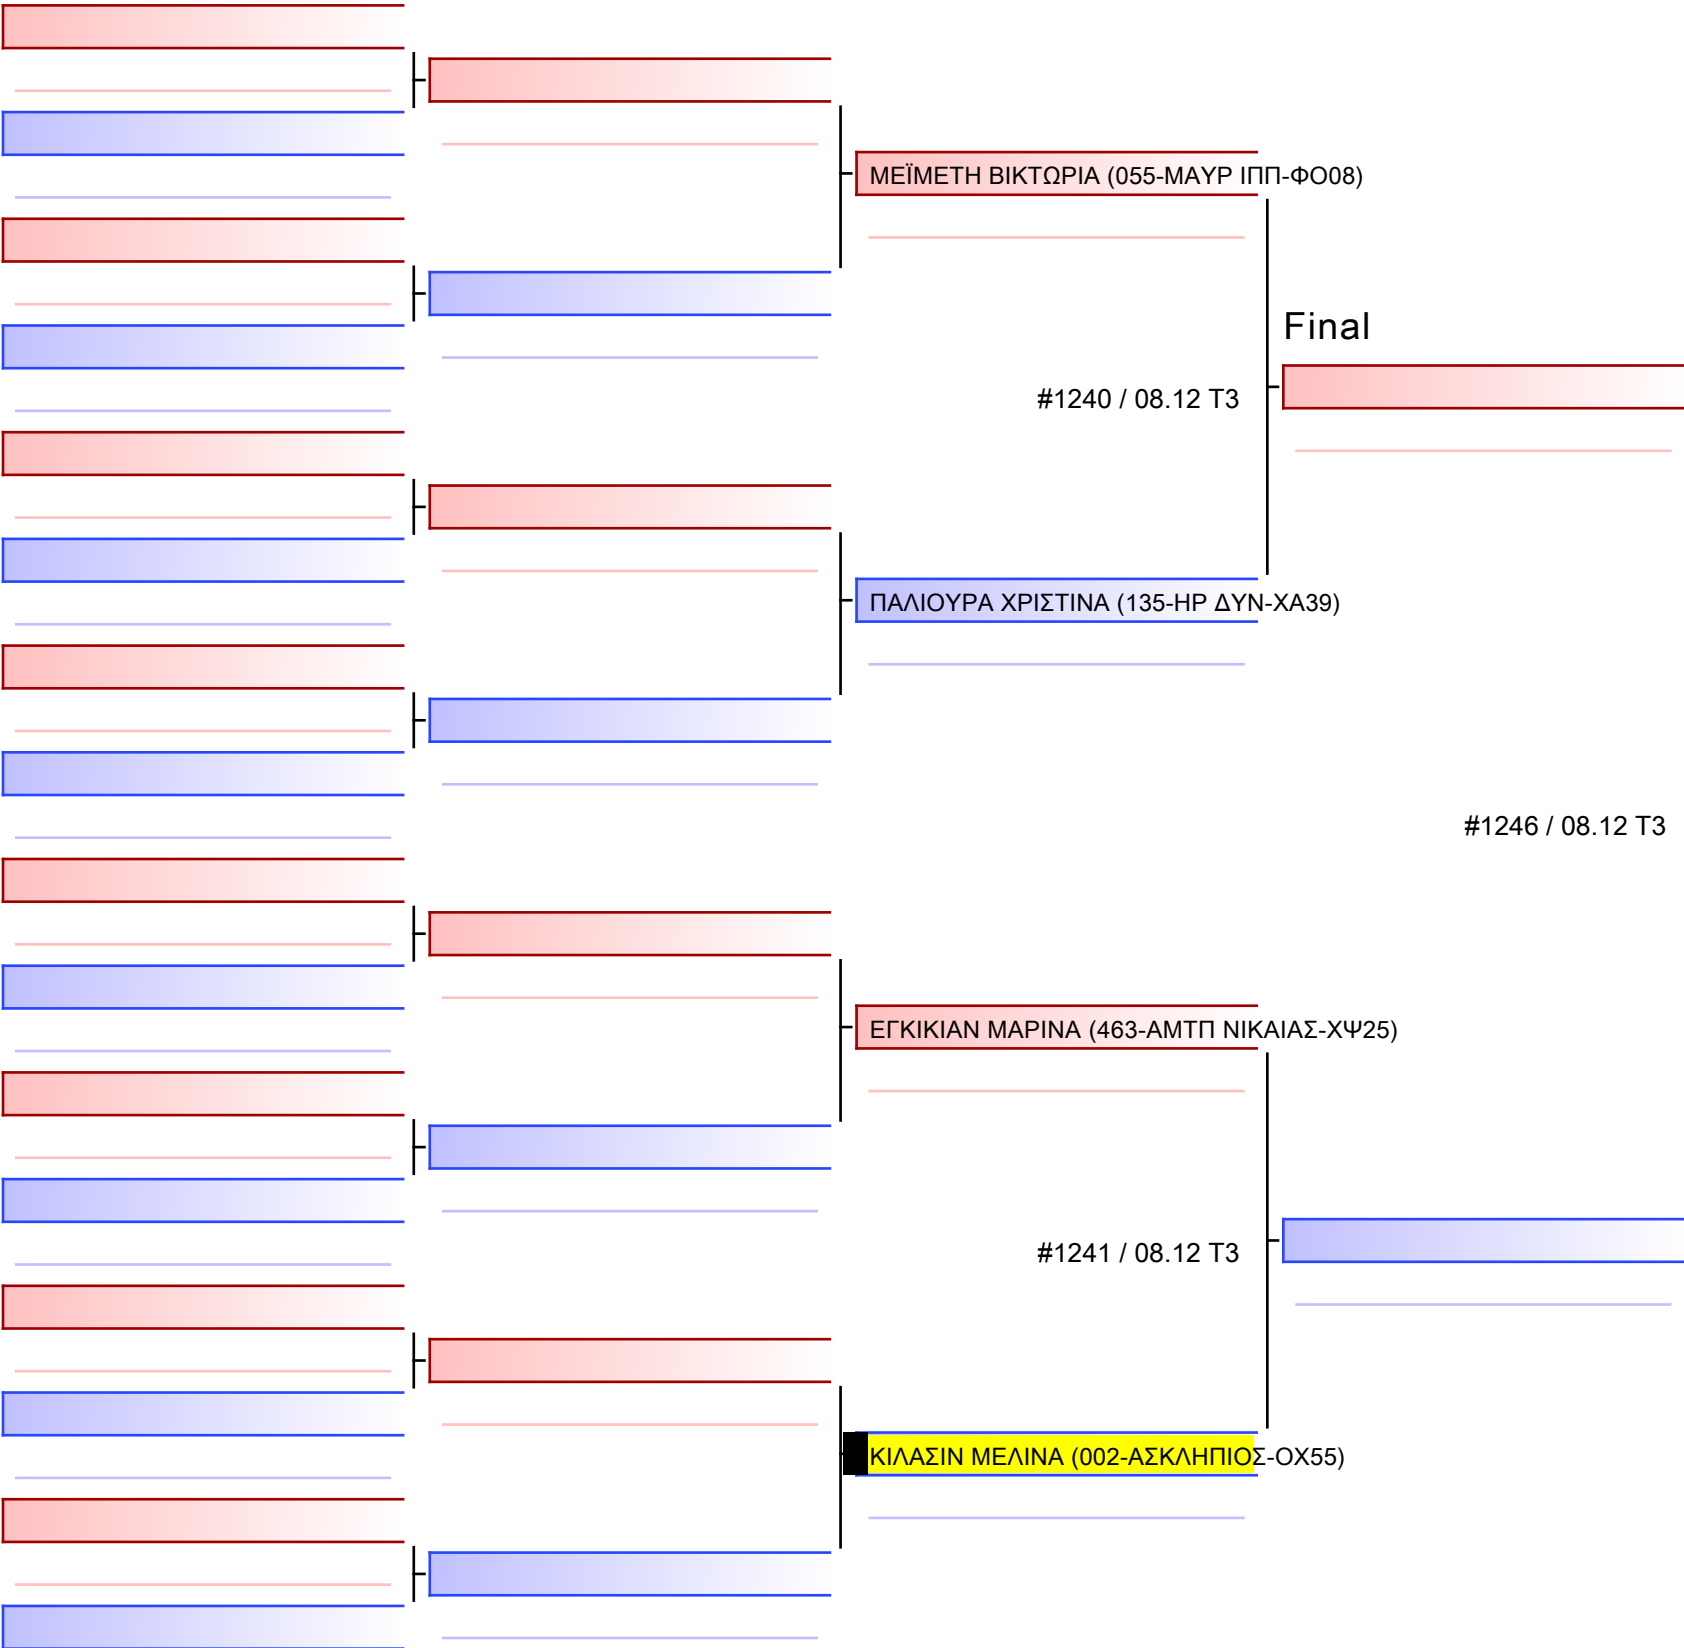 ΜΕΪΜΕΤΗ ΒΙΚΤΩΡΙΑ (055-ΜΑΥΡ ΙΠΠ-ΦΟ08)
Final
#1240 / 08.12 T3
ΠΑΛΙΟΥΡΑ ΧΡΙΣΤΙΝΑ (135-ΗΡ ΔΥΝ-ΧΑ39)
#1246 / 08.12 T3
ΕΓΚΙΚΙΑΝ ΜΑΡΙΝΑ (463-ΑΜΤΠ ΝΙΚΑΙΑΣ-ΧΨ25)
#1241 / 08.12 T3
ΚΙΛΑΣΙΝ ΜΕΛΙΝΑ (002-ΑΣΚΛΗΠΙΟΣ-ΟΧ55)